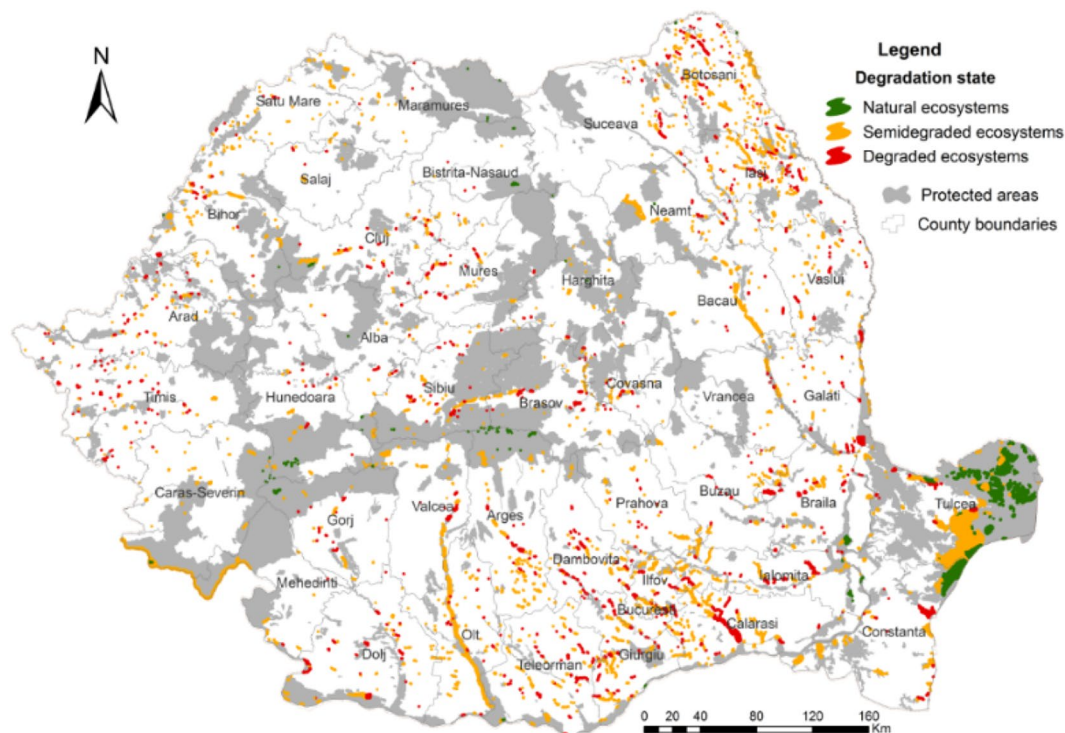 N
Legend
Degradation state
Natural ecosystems
Semidegraded ecosystems
Degraded ecosystems
Protected areas
County boundaries
Botosani
Satu Mare
Maramures
Suceava
Iasi
Salaj
Bistrita-Nasaud
Bihor
Neamt
Cluj
Mures
Harghita
Vaslui
Bacau
Arad
Alba
Sibiu
Covasna
Brasov
Timis
Hunedoara
Vrancea
Galati
Caras-Severin
Valcea
Arges
Prahova
Buzau
Braila
Tulcea
Gorj
Dambovita
Ilfov
Ialomita
Mehedinti
Bucuresti
Calarasi
Constanta
Olt
Dolj
Teleorman
Giurgiu
0 20 40 80 120 160
Km